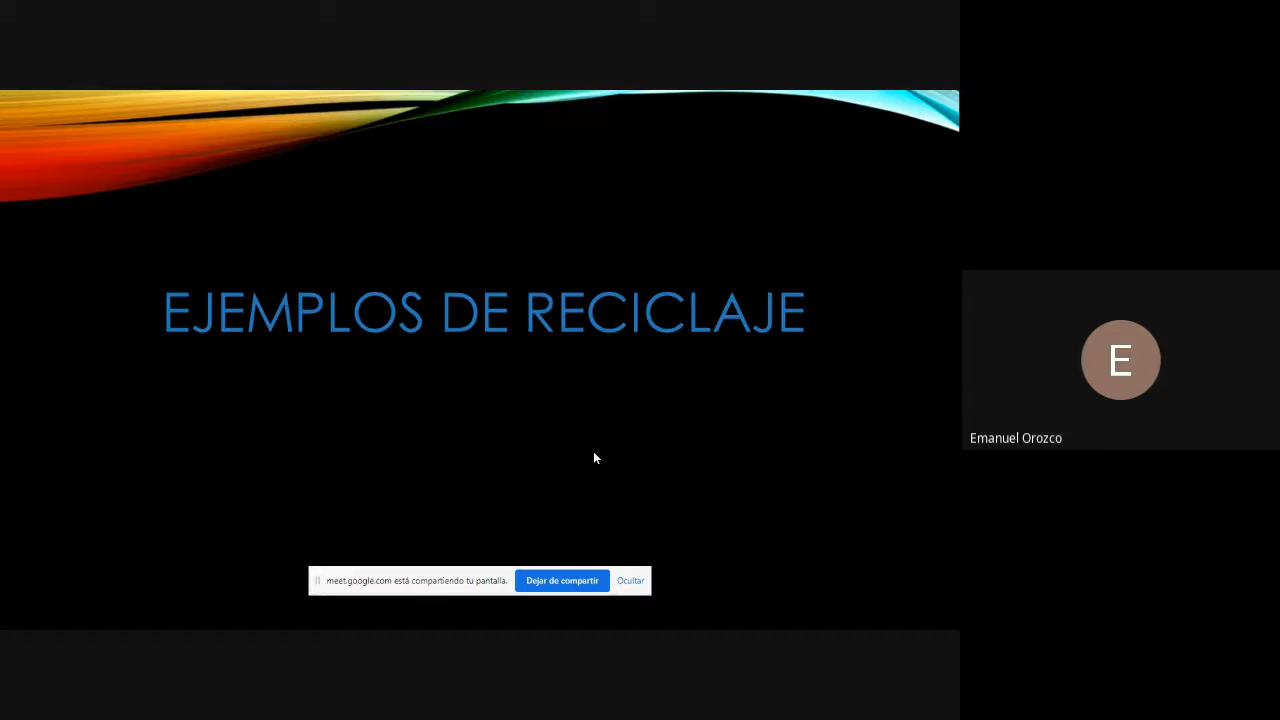 EJEMPLOS DE RECICLAJE
E
Emanuel Orozco
meet.google.com está compartiendo tu pantalla. Dejar de compartir Ocultar